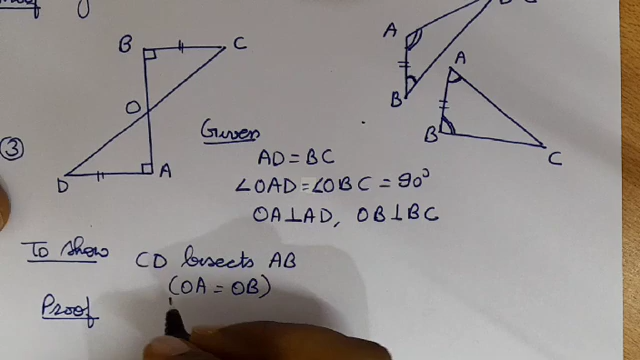 B C
A
A
O
B
B
Given
③
C
AD = BC
D A
∠OAD = ∠OBC = 90°
OA ⊥ AD, OB ⊥ BC
To show CD bisects AB
(OA = OB)
Proof